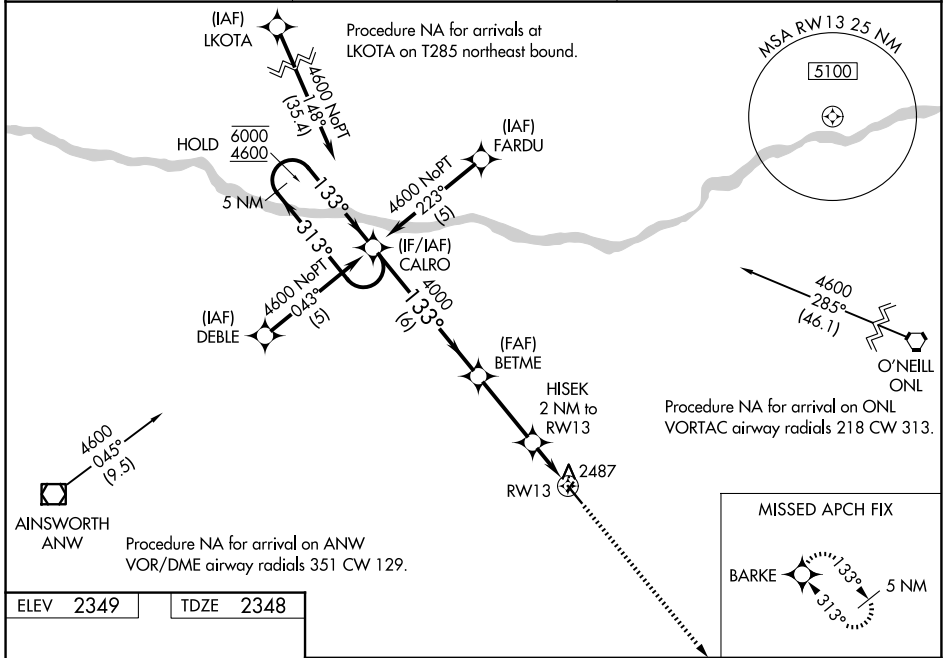 (IAF)
LKOTA
Procedure NA for arrivals at
LKOTA on T285 northeast bound.
MSA RW13 25 NM
5100
4600 NoPT
148°
(35.4)
HOLD
6000
4600
5 NM
133°
313°
(IAF)
FARDU
4600 NoPT
223°
(5)
(IF/IAF)
CALRO
4600 NoPT
043°
(5)
(IAF)
DEBLE
4000
133°
(6)
(FAF)
BETME
HISEK
2 NM to
RW13
2487
RW13
4600
285°
(46.1)
O'NEILL
ONL
Procedure NA for arrival on ONL
VORTAC airway radials 218 CW 313.
4600
045°
(9.5)
AINSWORTH
ANW
Procedure NA for arrival on ANW
VOR/DME airway radials 351 CW 129.
MISSED APCH FIX
BARKE
133°
313°
5 NM
ELEV 2349
TDZE 2348